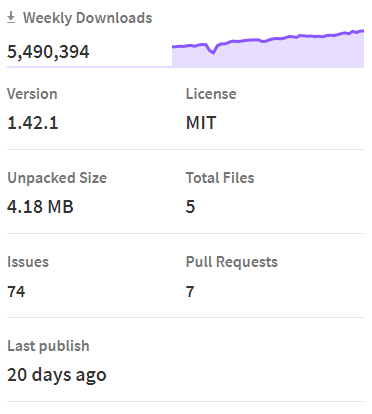 Weekly Downloads
5,490,394
Version
License
1.42.1
MIT
Unpacked Size
Total Files
4.18 MB
5
Issues
Pull Requests
74
7
Last publish
20 days ago